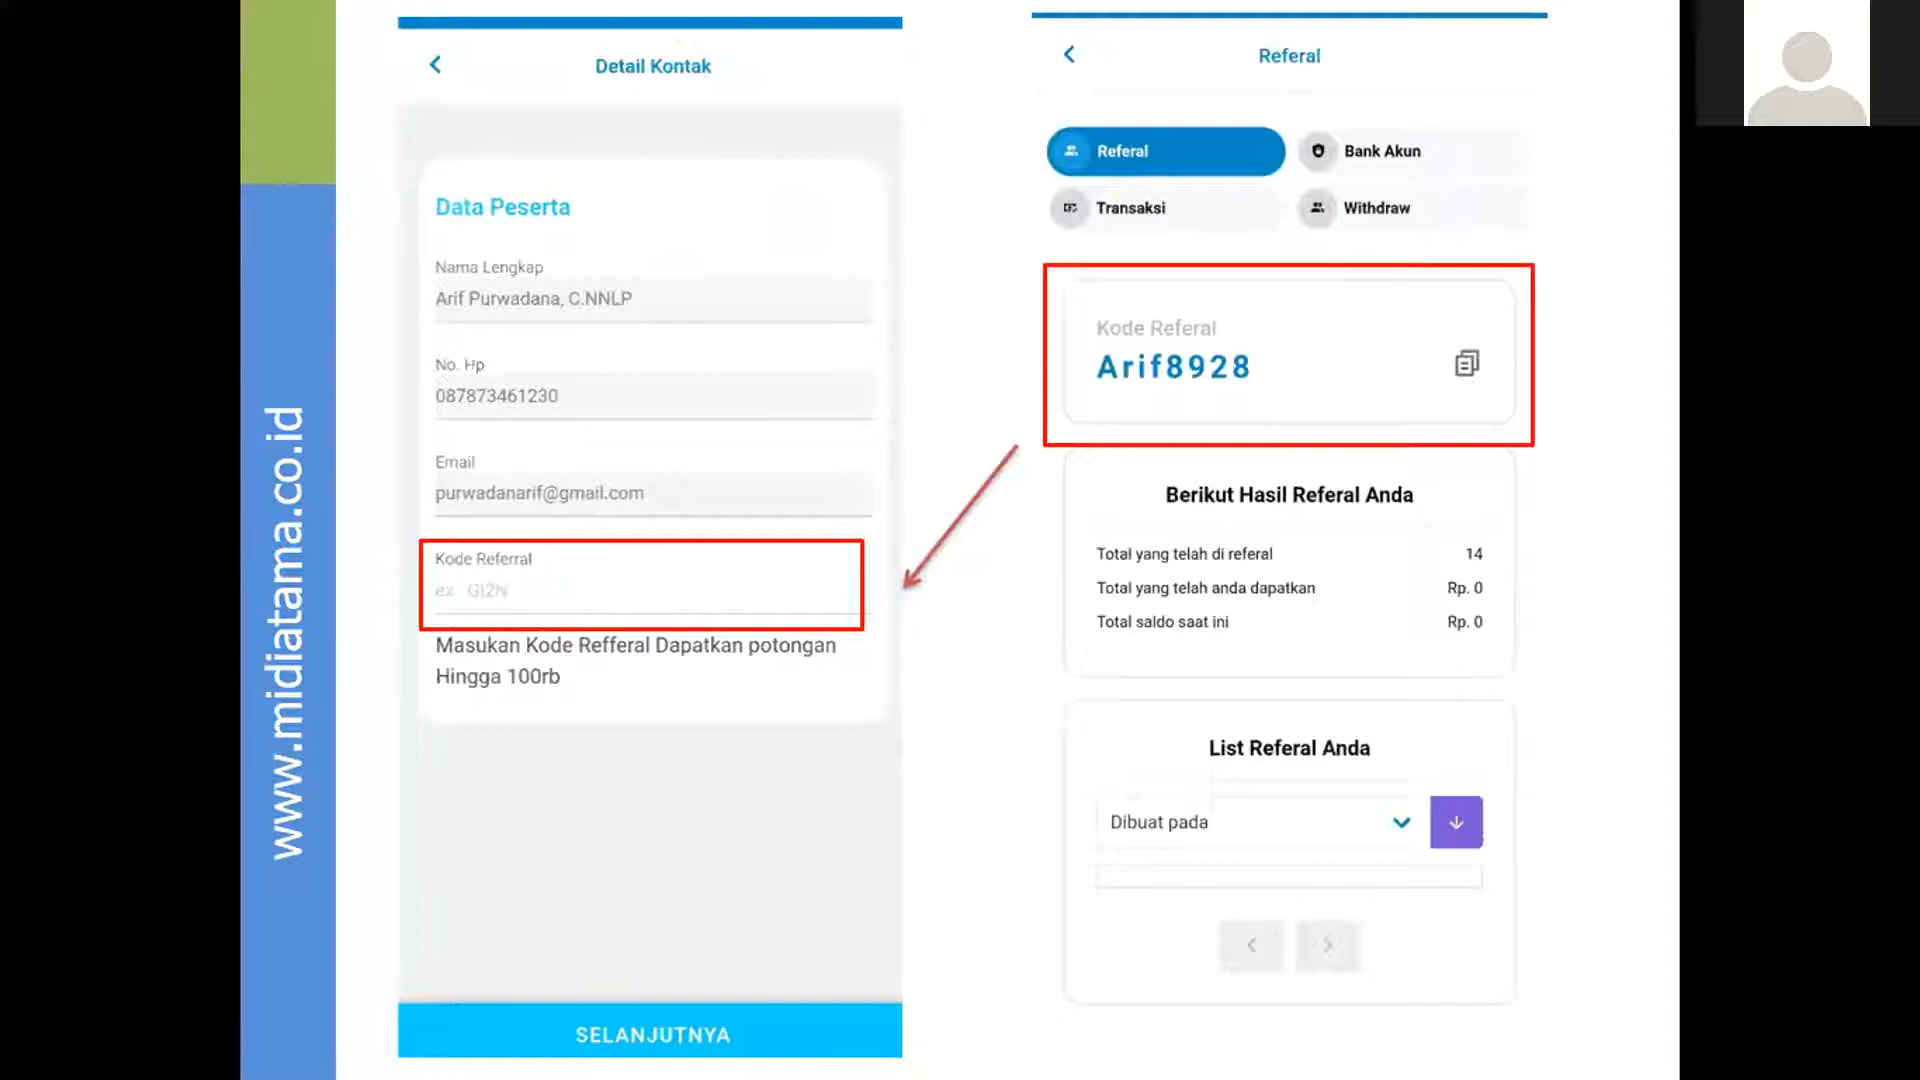 www.midiatama.co.id
Detail Kontak
Data Peserta
Nama Lengkap
Arif Purwadana, C.NNLP
No. Hp
087873461230
Email
purwadanarif@gmail.com
Kode Referral
ex. GI2N
Masukan Kode Refferal Dapatkan potongan
Hingga 100rb
SELANJUTNYA
Referal
Referal
Bank Akun
Transaksi
Withdraw
Kode Referal
Arif8928
Berikut Hasil Referal Anda
Total yang telah di referal 14
Total yang telah anda dapatkan Rp. 0
Total saldo saat ini Rp. 0
List Referal Anda
Dibuat pada